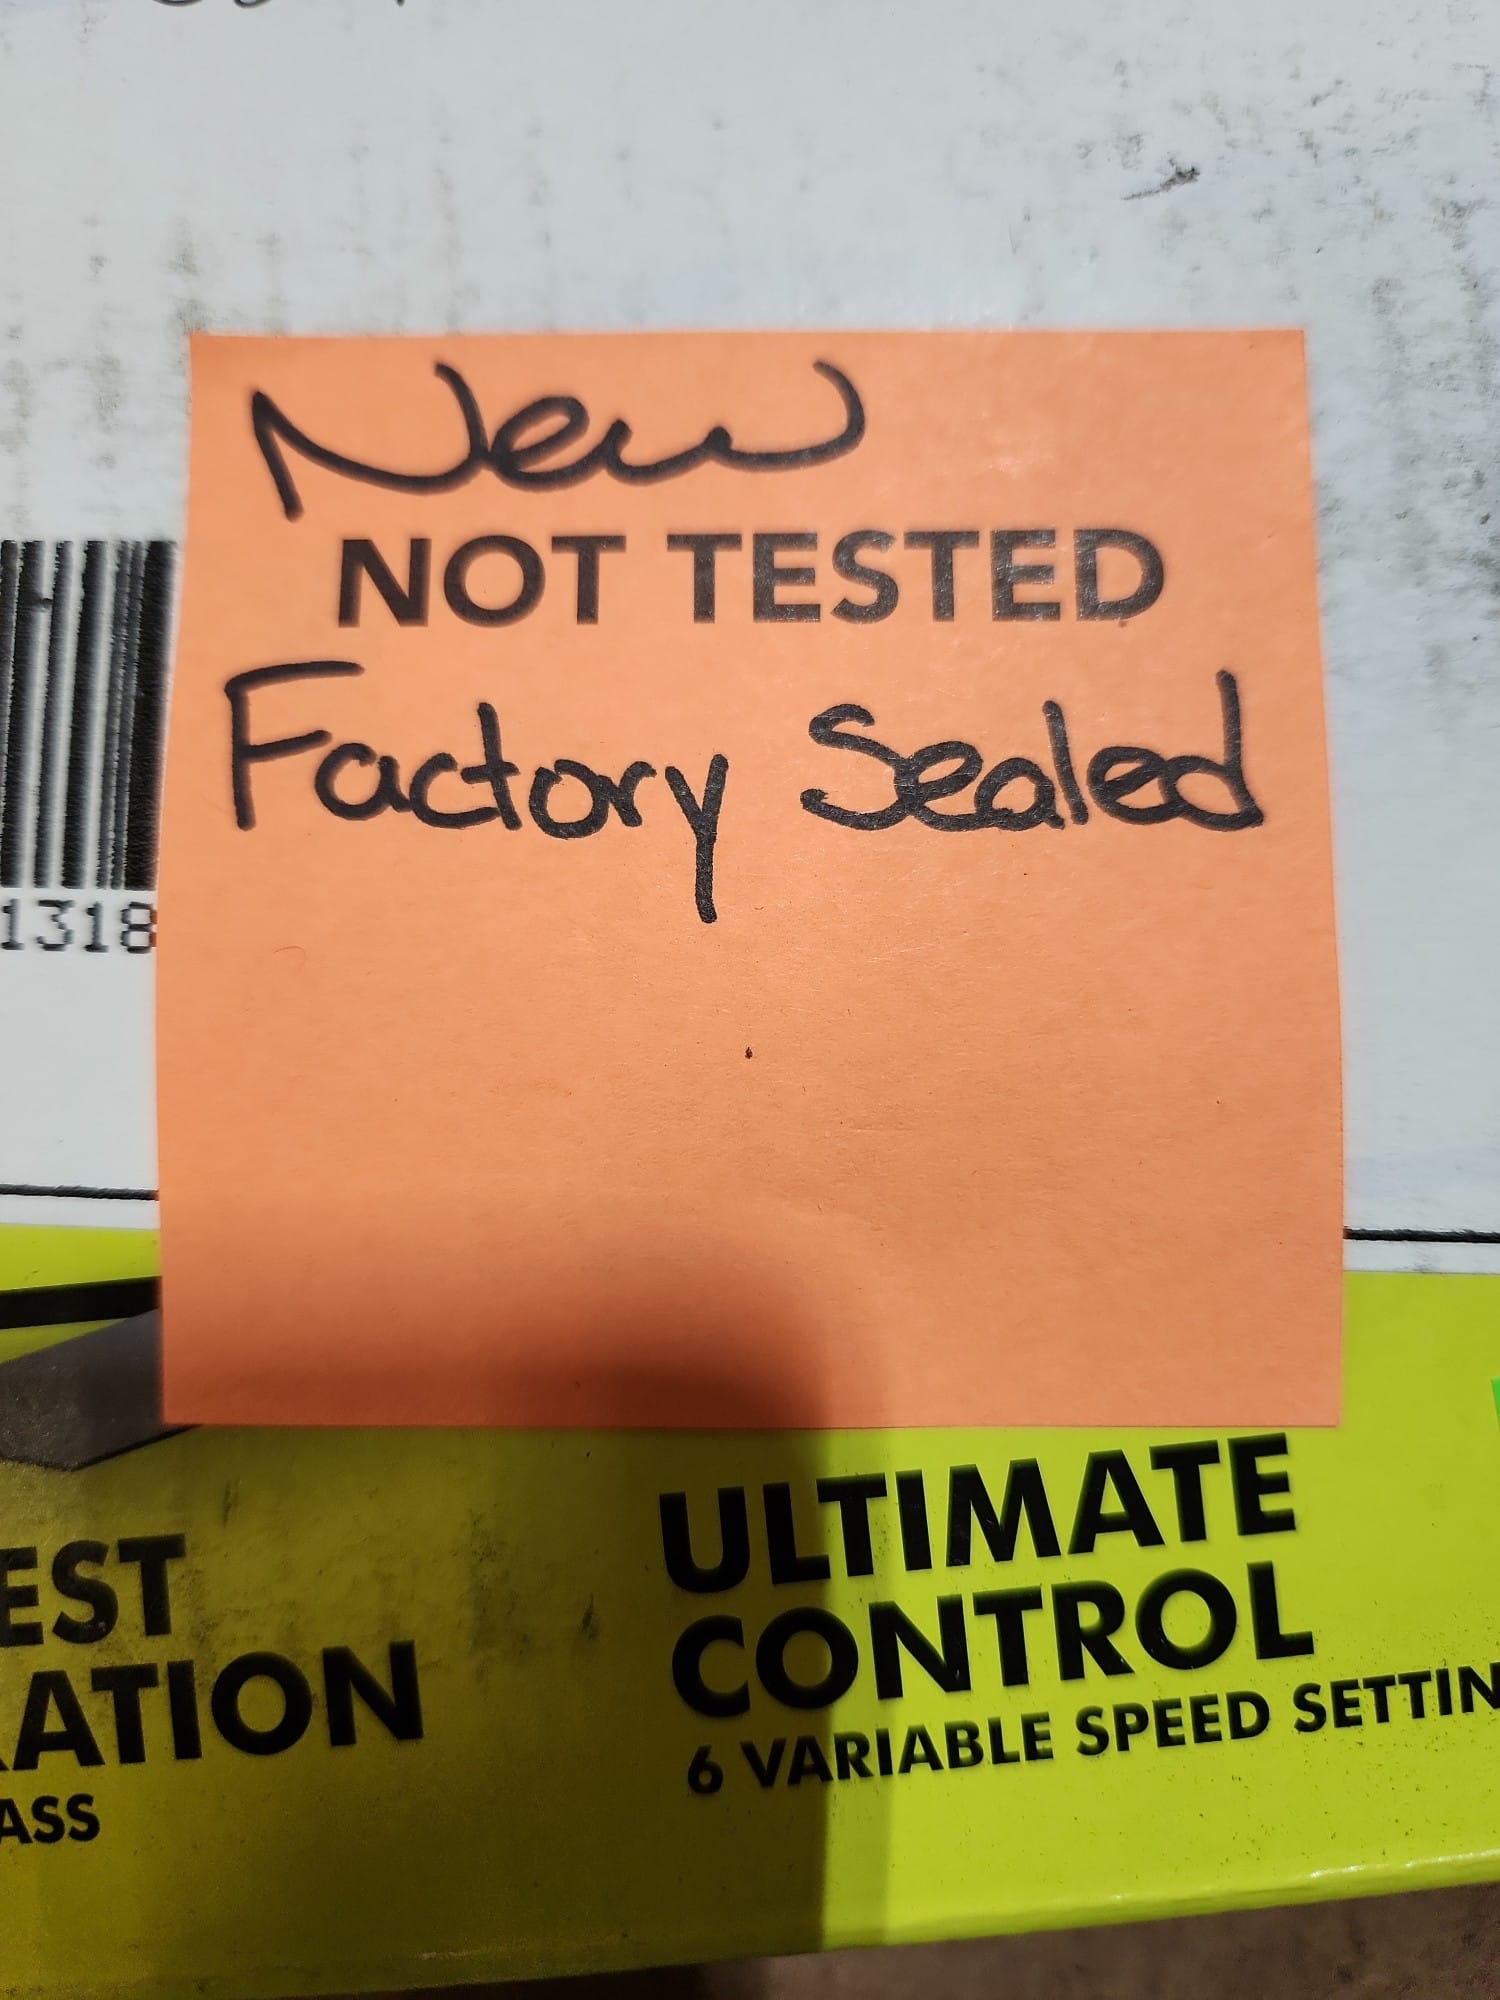 New
NOT TESTED
Factory Sealed
1318
EST
ATION
ASS
ULTIMATE
CONTROL
6 VARIABLE SPEED SETTIN